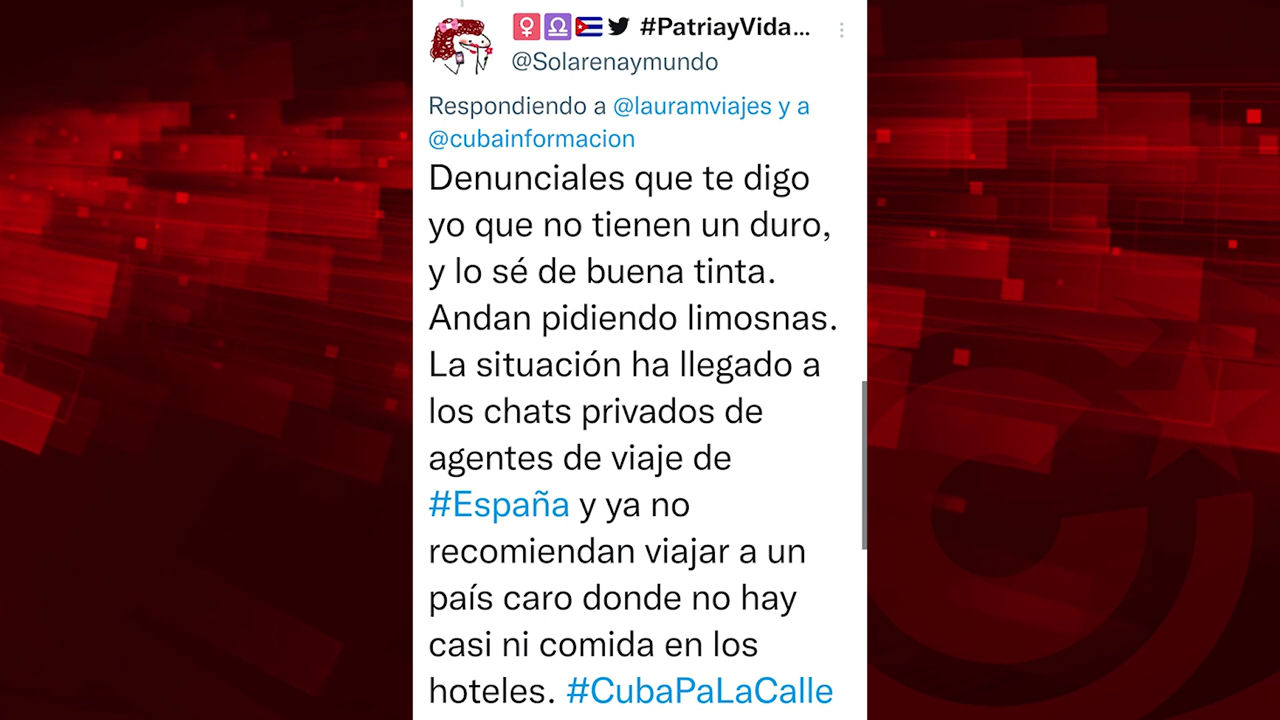 #PatriayVida...
@Solarenaymundo
Respondiendo a @lauramviajes y a
@cubainformacion
Denunciales que te digo
yo que no tienen un duro,
y lo sé de buena tinta.
Andan pidiendo limosnas.
La situación ha llegado a
los chats privados de
agentes de viaje de
#España y ya no
recomiendan viajar a un
país caro donde no hay
casi ni comida en los
hoteles. #CubaPaLaCalle